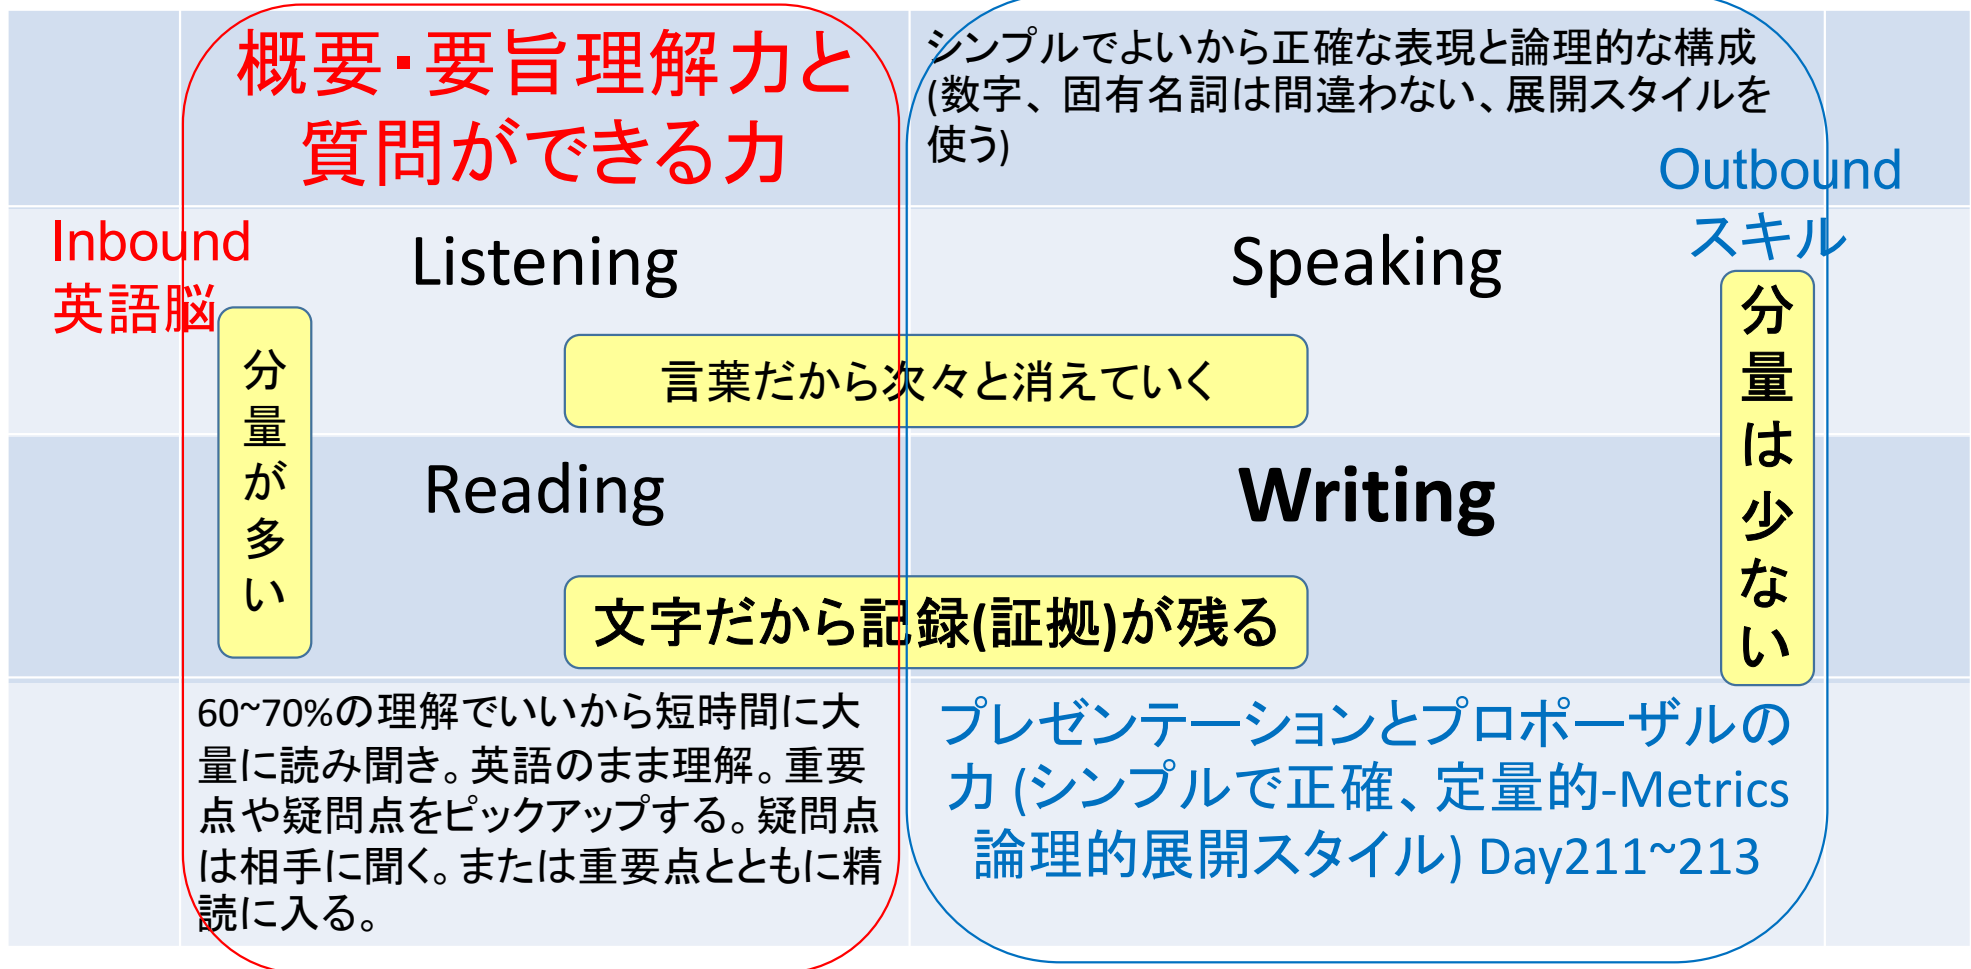 概要・要旨理解力と
質問ができる力
シンプルでよいから正確な表現と論理的な構成
(数字、固有名詞は間違わない、展開スタイルを
使う)
Outbound
スキル
Inbound
英語脳
Listening
Speaking
分量が多い
言葉だから次々と消えていく
分量は少ない
Reading
Writing
文字だから記録(証拠)が残る
60~70%の理解でいいから短時間に大
量に読み聞き。英語のまま理解。重要
点や疑問点をピックアップする。疑問点
は相手に聞く。または重要点とともに精
読に入る。
プレゼンテーションとプロポーザルの
力 (シンプルで正確、定量的-Metrics
論理的展開スタイル) Day211~213